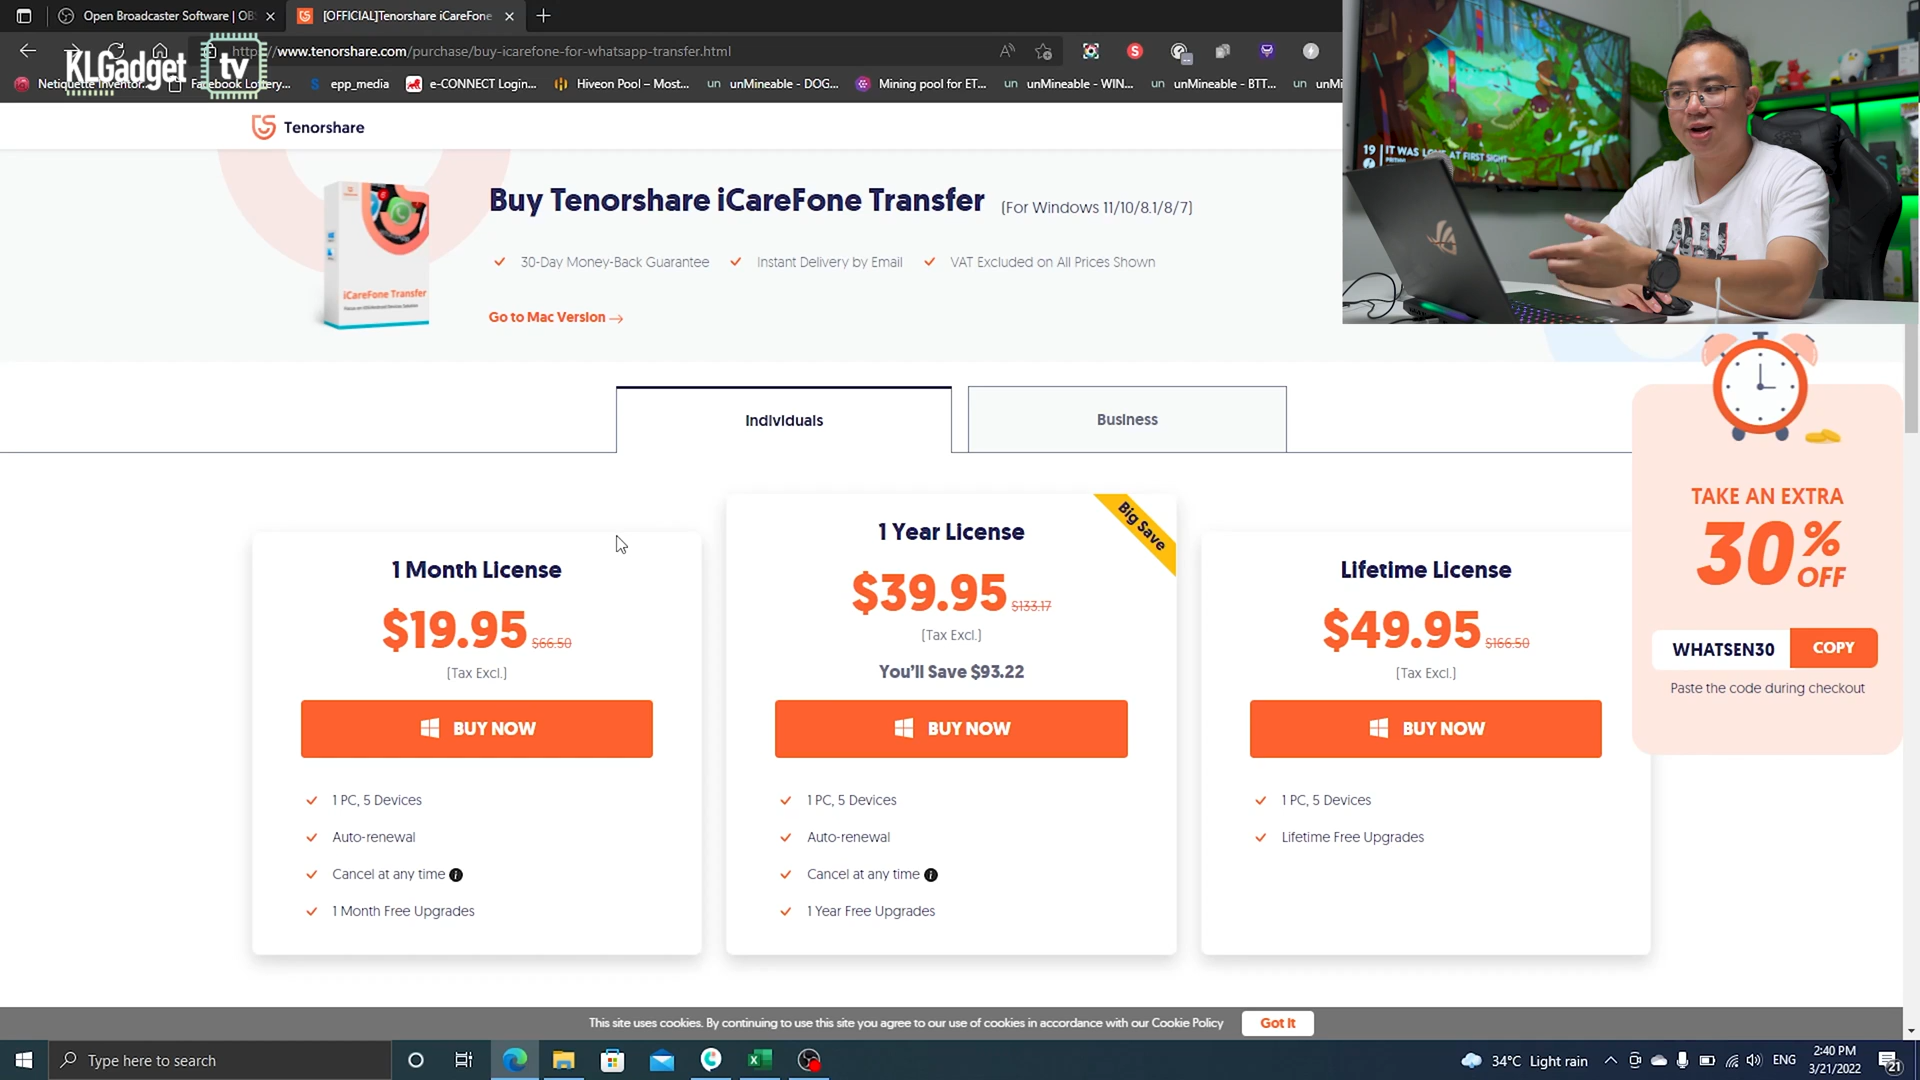 Open Broadcaster Software | OB
[OFFICIAL]Tenorshare iCareFone
www.tenorshare.com/purchase/buy-icarefone-for-whatsapp-transfer.html
KLGadget tv
Netiquette Inventor...
Facebook Lottery...
epp_media
e-CONNECT Login...
Hiveon Pool – Most...
unMineable - DOG...
Mining pool for ET...
unMineable - WIN...
unMineable - BTT...
unMi
Tenorshare
Buy Tenorshare iCareFone Transfer (For Windows 11/10/8.1/8/7)
30-Day Money-Back Guarantee
Instant Delivery by Email
VAT Excluded on All Prices Shown
Go to Mac Version
iCareFone Transfer
19 IT WAS LOVE AT FIRST SIGHT
Individuals
Business
1 Month License
$19.95 $66.50
(Tax Excl.)
BUY NOW
1 PC, 5 Devices
Auto-renewal
Cancel at any time
1 Month Free Upgrades
Big Save
1 Year License
$39.95 $133.17
(Tax Excl.)
You'll Save $93.22
BUY NOW
1 PC, 5 Devices
Auto-renewal
Cancel at any time
1 Year Free Upgrades
Lifetime License
$49.95 $166.50
(Tax Excl.)
BUY NOW
1 PC, 5 Devices
Lifetime Free Upgrades
TAKE AN EXTRA
30% OFF
WHATSEN30 COPY
Paste the code during checkout
This site uses cookies. By continuing to use this site you agree to our use of cookies in accordance with our Cookie Policy
Got It
Type here to search
34°C Light rain
ENG
2:40 PM
3/21/2022
21